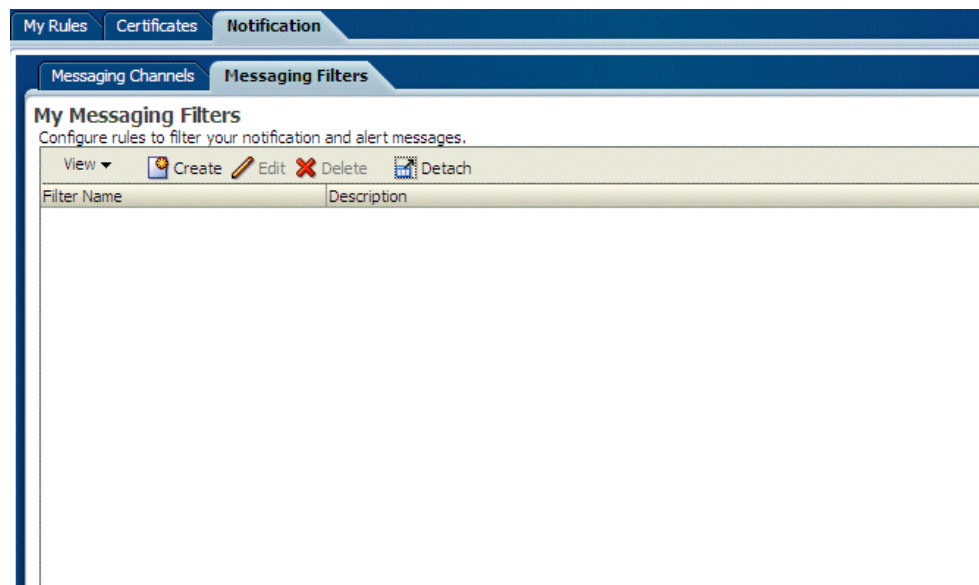 My Rules Certificates Notification
Messaging Channels Messaging Filters
My Messaging Filters
Configure rules to filter your notification and alert messages.
View Create Edit Delete Detach
Filter Name Description